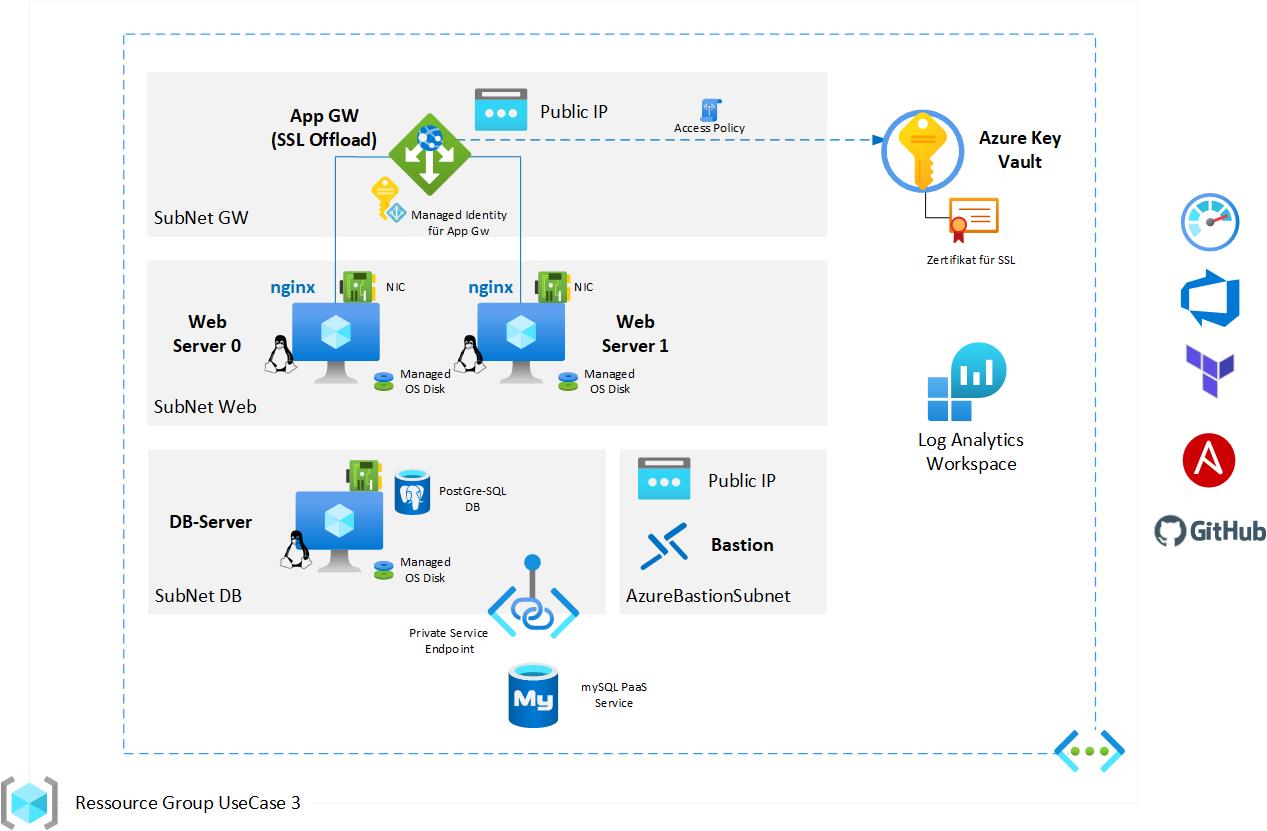 App GW
(SSL Offload)
Public IP
Access Policy
Azure Key
Vault
Managed Identity
für App Gw
SubNet GW
Zertifikat für SSL
nginx
NIC
nginx
NIC
Web
Server 0
Web
Server 1
Managed
OS Disk
Managed
OS Disk
SubNet Web
Log Analytics
Workspace
PostGre-SQL
DB
Public IP
DB-Server
Bastion
Managed
OS Disk
SubNet DB
AzureBastionSubnet
Private Service
Endpoint
My
mySQL PaaS
Service
A
GitHub
Ressource Group UseCase 3